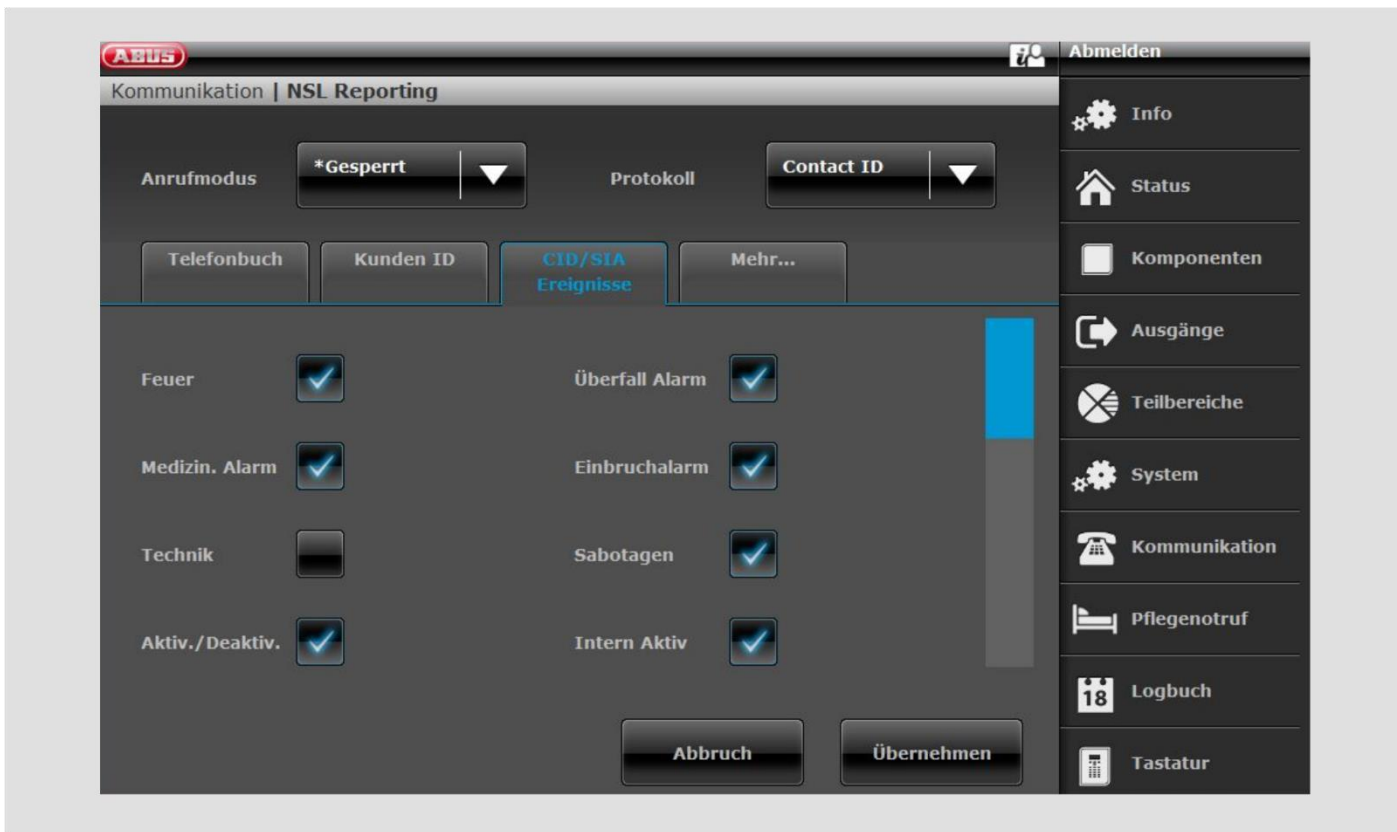 ABUS
Abmelden
Kommunikation | NSL Reporting
Info
Anrufmodus
*Gesperrt
Protokoll
Contact ID
Status
Telefonbuch
Kunden ID
CID/SIA
Ereignisse
Mehr...
Komponenten
Ausgänge
Feuer
Überfall Alarm
Teilbereiche
Medizin. Alarm
Einbruchalarm
System
Technik
Sabotagen
Kommunikation
Aktiv./Deaktiv.
Intern Aktiv
Pflegenotruf
18
Logbuch
Abbruch
Übernehmen
Tastatur